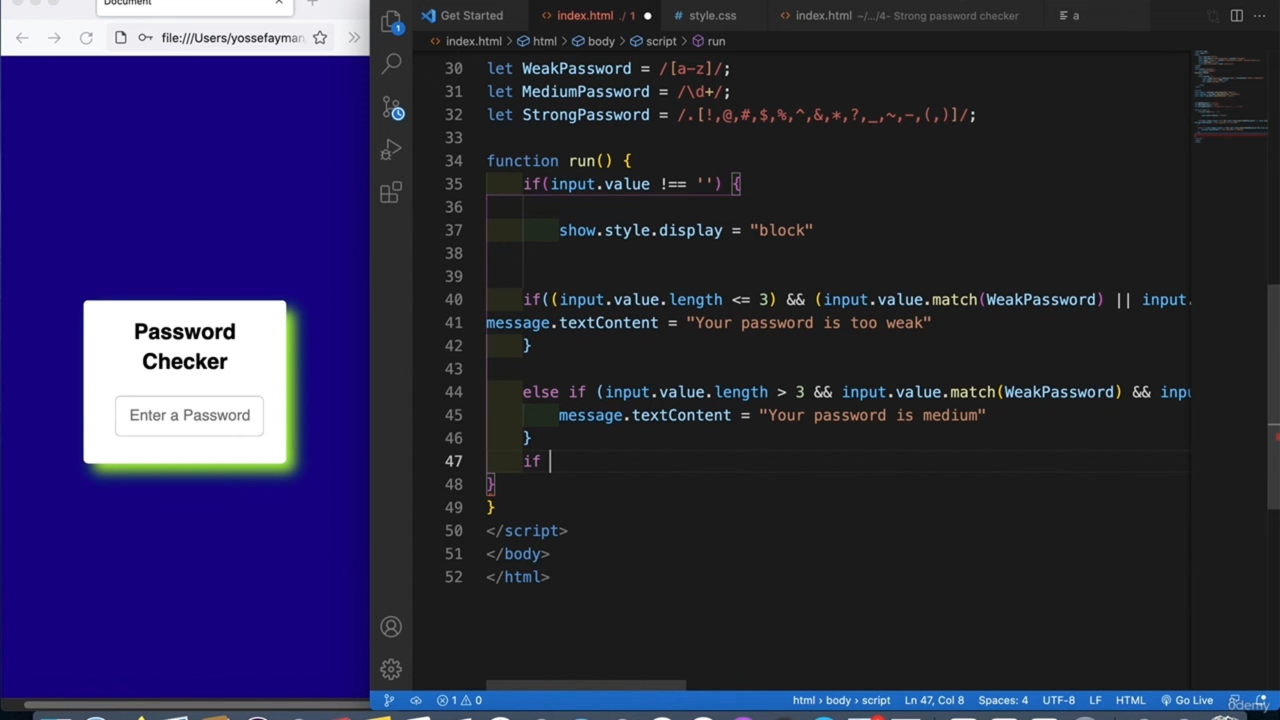 Document
file:///Users/yossefayman
Password
Checker
Enter a Password
1
Get Started
index.html ./ 1
style.css
index.html ~/.../4- Strong password checker
a
index.html > html > body > script > run
30 let WeakPassword = /[a-z]/;
31 let MediumPassword = /\d+/;
32 let StrongPassword = /.[!,@,#,$,%,^,&,*,?,_,~,-,(,)]/;
33
34 function run() {
35 if(input.value !== '') {
36
37 show.style.display = "block"
38
39
40 if((input.value.length <= 3) && (input.value.match(WeakPassword) || input.
41 message.textContent = "Your password is too weak"
42 }
43
44 else if (input.value.length > 3 && input.value.match(WeakPassword) && inpu
45 message.textContent = "Your password is medium"
46 }
47 if
48 }
49 }
50 </script>
51 </body>
52 </html>
1 0
html > body > script Ln 47, Col 8 Spaces: 4 UTF-8 LF HTML Go Live
ûdemy